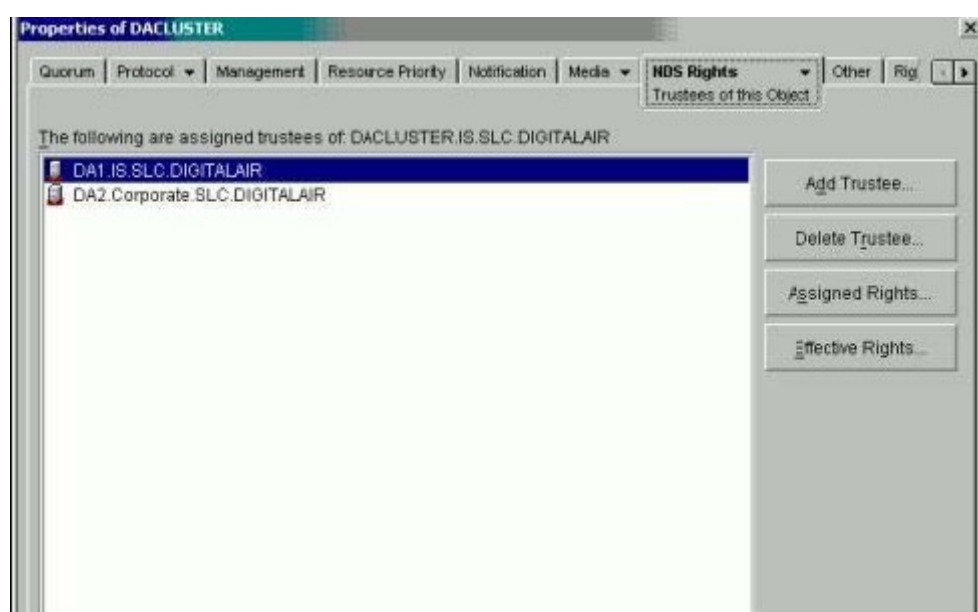 Properties of DACLUSTER
Quorum Protocol Management Resource Priority Notification Media NDS Rights Other Rig
Trustees of this Object
The following are assigned trustees of: DACLUSTER.IS.SLC.DIGITALAIR
DA1.IS.SLC.DIGITALAIR
DA2.Corporate.SLC.DIGITALAIR
Add Trustee...
Delete Trustee...
Assigned Rights...
Effective Rights...